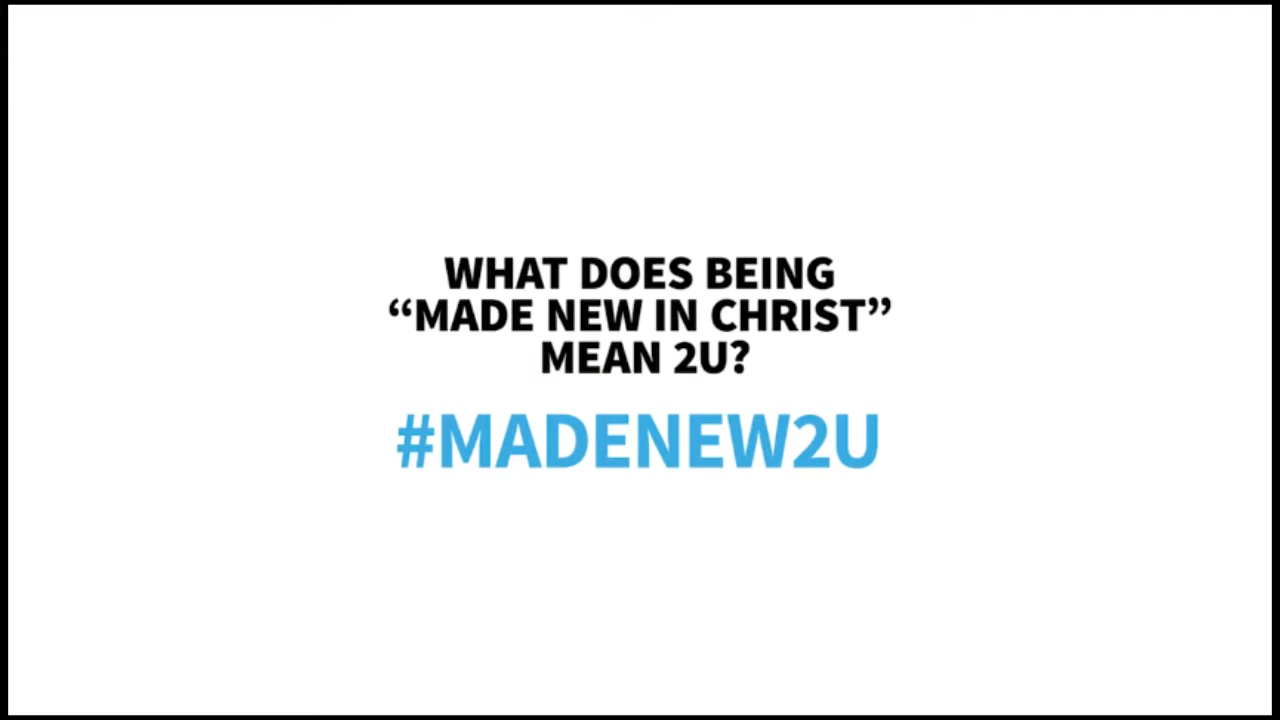 WHAT DOES BEING
“MADE NEW IN CHRIST”
MEAN 2U?
#MADENEW2U